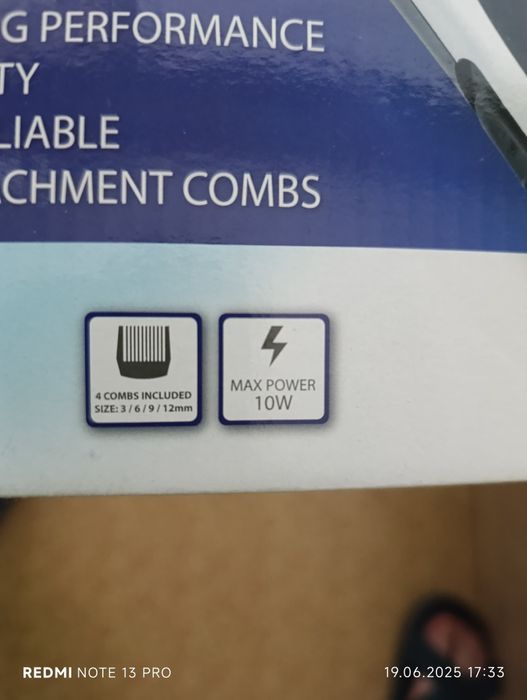 G PERFORMANCE
TY
LIABLE
ACHMENT COMBS
4 COMBS INCLUDED
SIZE: 3 / 6 / 9 / 12mm
MAX POWER
10W
REDMI NOTE 13 PRO
19.06.2025 17:33